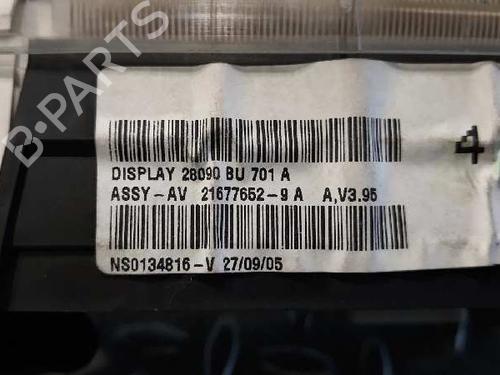 B-PARTS
DISPLAY 28090 BU 701 A
ASSY-AV 21677652-9 A A,V3.95
NS0134816-V 27/09/05
4